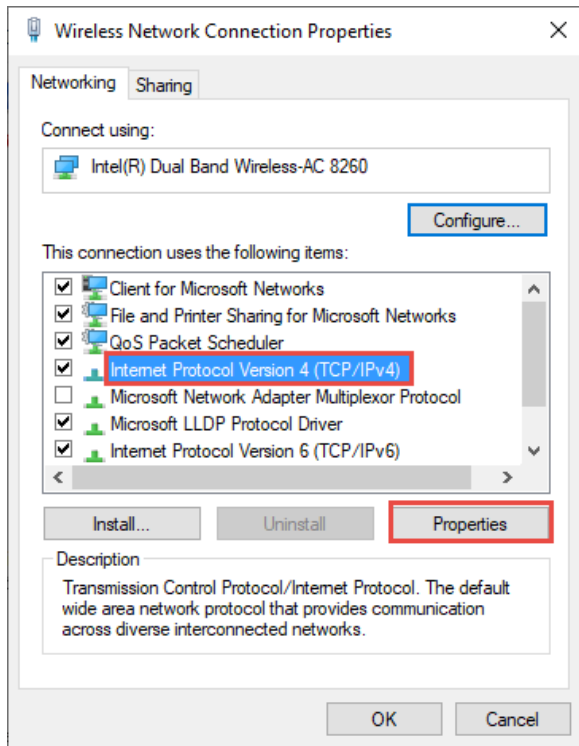 Wireless Network Connection Properties
Networking
Sharing
Connect using:
Intel(R) Dual Band Wireless-AC 8260
Configure...
This connection uses the following items:
Client for Microsoft Networks
File and Printer Sharing for Microsoft Networks
QoS Packet Scheduler
Internet Protocol Version 4 (TCP/IPv4)
Microsoft Network Adapter Multiplexor Protocol
Microsoft LLDP Protocol Driver
Internet Protocol Version 6 (TCP/IPv6)
Install...
Uninstall
Properties
Description
Transmission Control Protocol/Internet Protocol. The default
wide area network protocol that provides communication
across diverse interconnected networks.
OK
Cancel